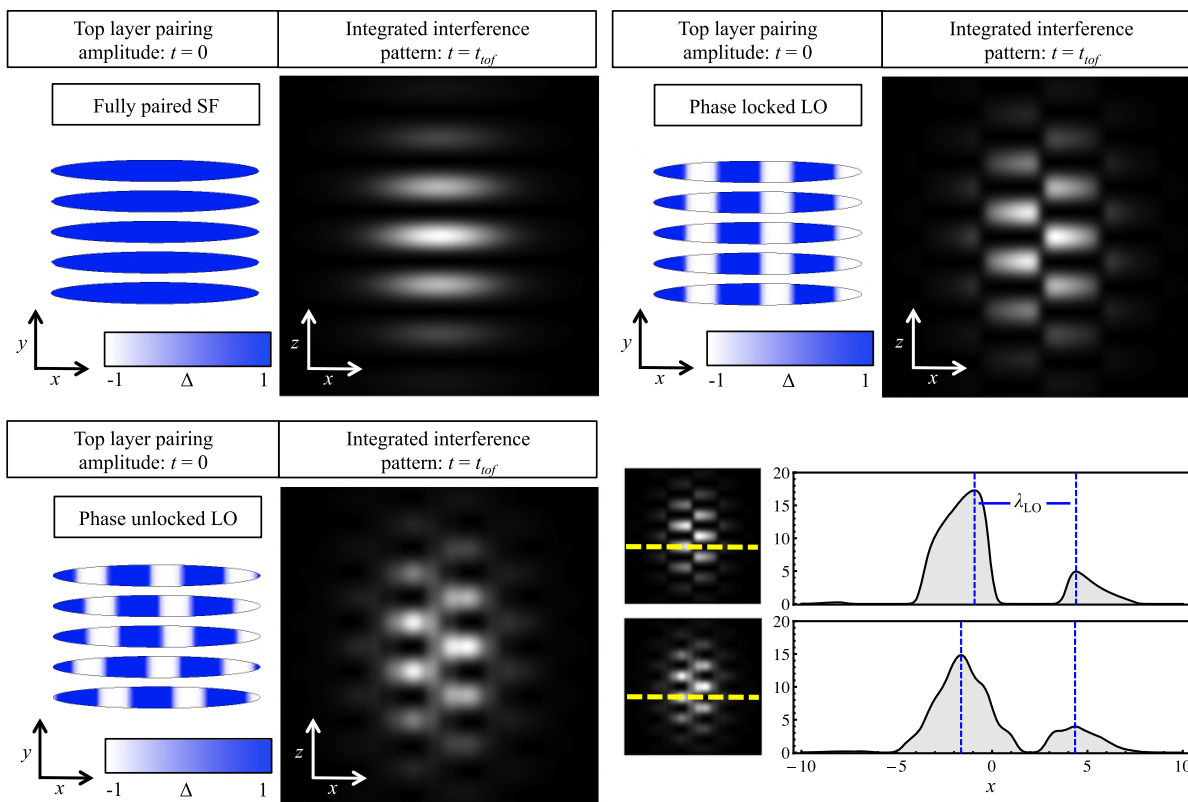 Top layer pairing
amplitude: t = 0
Integrated interference
pattern: t = t_tof
Fully paired SF
y
x
-1
Δ
1
z
x
Top layer pairing
amplitude: t = 0
Integrated interference
pattern: t = t_tof
Phase locked LO
y
x
-1
Δ
1
z
x
Top layer pairing
amplitude: t = 0
Integrated interference
pattern: t = t_tof
Phase unlocked LO
y
x
-1
Δ
1
z
x
20
15
10
5
0
λ_LO
20
15
10
5
0
-10
-5
0
5
10
x